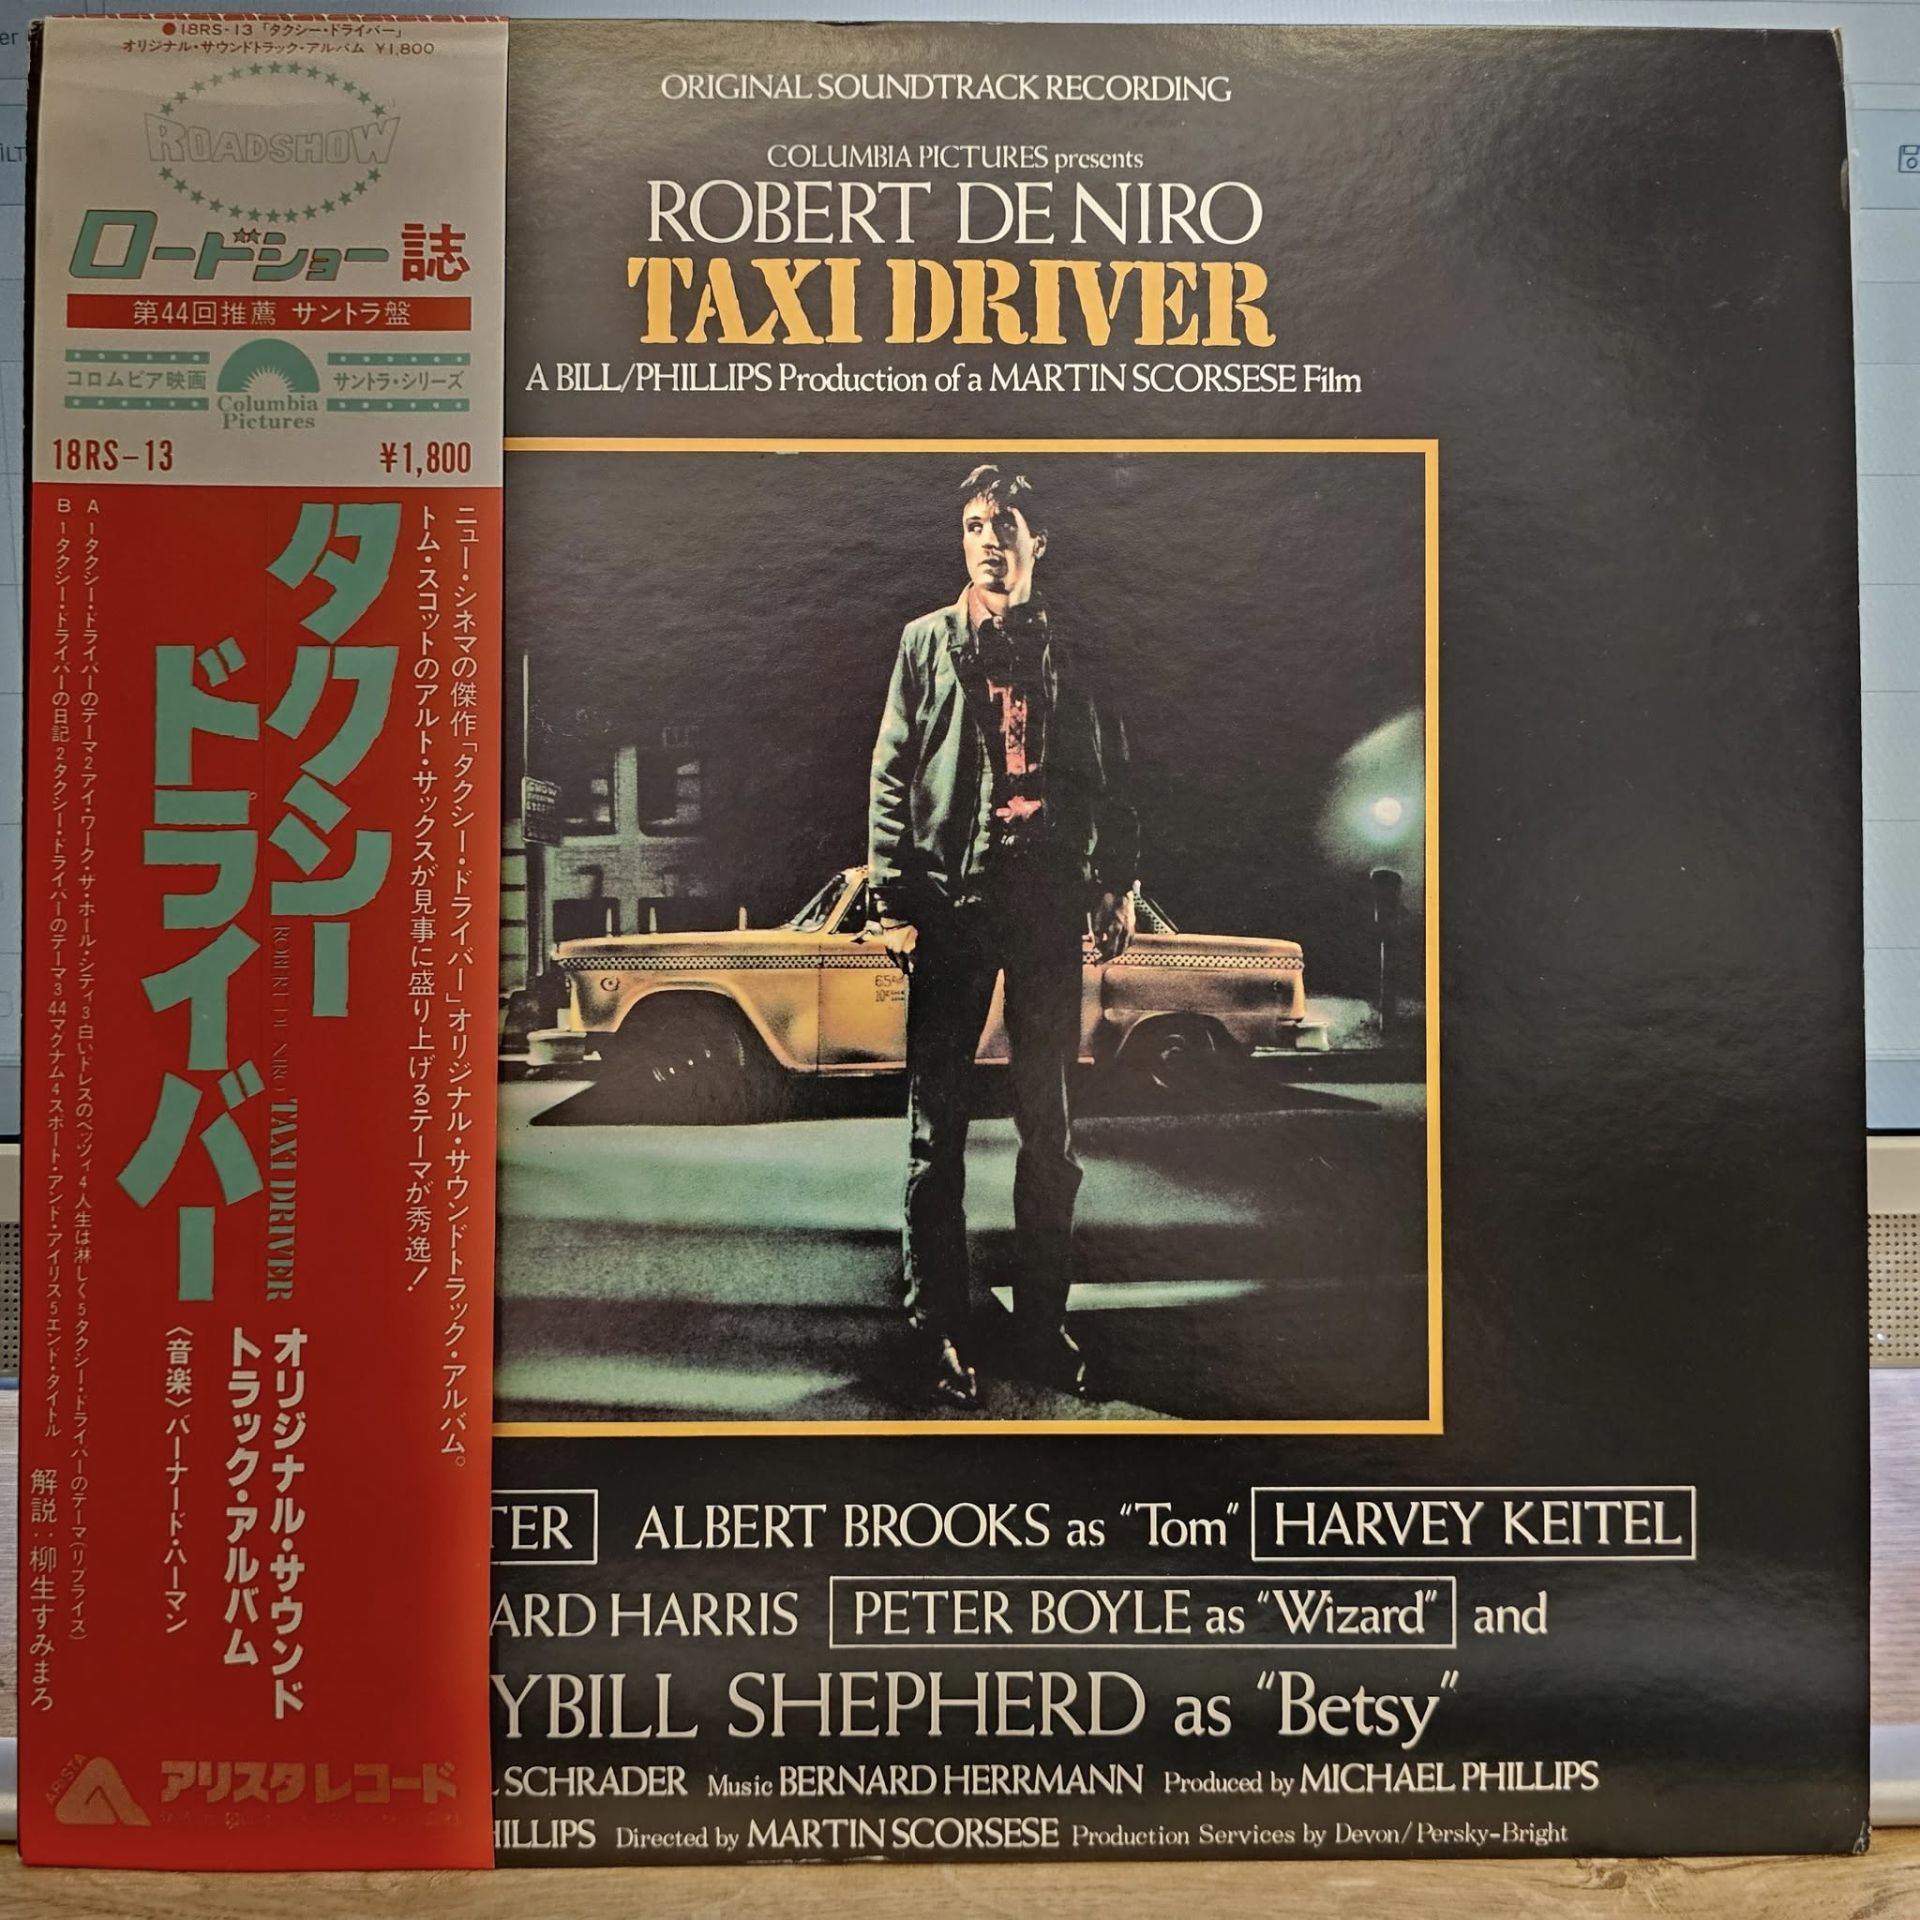 ●18RS-13「タクシー・ドライバー」
オリジナル・サウンドトラック・アルバム ¥1,800
ROADSHOW
ロードショー誌
第44回推薦 サントラ盤
コロムビア映画
Columbia
Pictures
サントラ・シリーズ
18RS-13 ¥1,800
ニュー・シネマの傑作「タクシー・ドライバー」オリジナル・サウンドトラック・アルバム。
トム・スコットのアルト・サックスが見事に盛り上げるテーマが秀逸!
タクシー
ドライバー
ROBERT DE NIRO TAXI DRIVER
オリジナル・サウンド
トラック・アルバム
〈音楽〉バーナード・ハーマン
A 1タクシー・ドライバーのテーマ 2アイ・ワーク・ザ・ホール・シティ 3白いドレスのベッツィ 4人生は淋しく 5タクシー・ドライバーのテーマ(リプライズ)
B 1タクシー・ドライバーの日記 2タクシー・ドライバーのテーマ 3 44マグナム 4スポート・アンド・アイリス 5エンド・タイトル
解説:柳生すみまろ
ARISTA
アリスタレコード
ORIGINAL SOUNDTRACK RECORDING
COLUMBIA PICTURES presents
ROBERT DE NIRO
TAXI DRIVER
A BILL/PHILLIPS Production of a MARTIN SCORSESE Film
65¢
10¢
TER ALBERT BROOKS as "Tom" HARVEY KEITEL
ARD HARRIS PETER BOYLE as "Wizard" and
YBILL SHEPHERD as "Betsy"
L SCHRADER Music BERNARD HERRMANN Produced by MICHAEL PHILLIPS
HILLIPS Directed by MARTIN SCORSESE Production Services by Devon/Persky-Bright